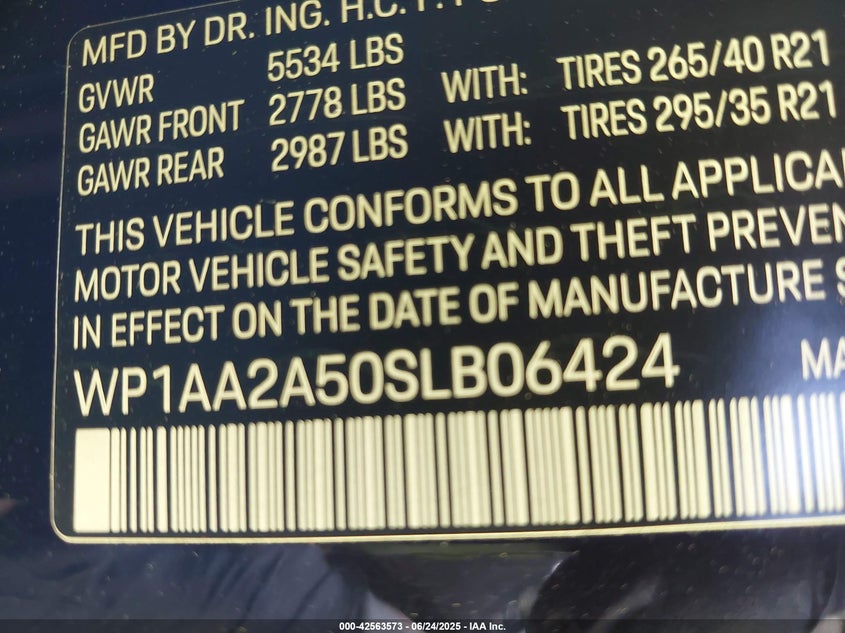 MFD BY DR. ING. H.C. F.
GVWR 5534 LBS
GAWR FRONT 2778 LBS WITH: TIRES 265/40 R21
GAWR REAR 2987 LBS WITH: TIRES 295/35 R21
THIS VEHICLE CONFORMS TO ALL APPLICA
MOTOR VEHICLE SAFETY AND THEFT PREVEN
IN EFFECT ON THE DATE OF MANUFACTURE S
WP1AA2A50SLB06424 MA
000-42563573 - 06/24/2025 - IAA Inc.